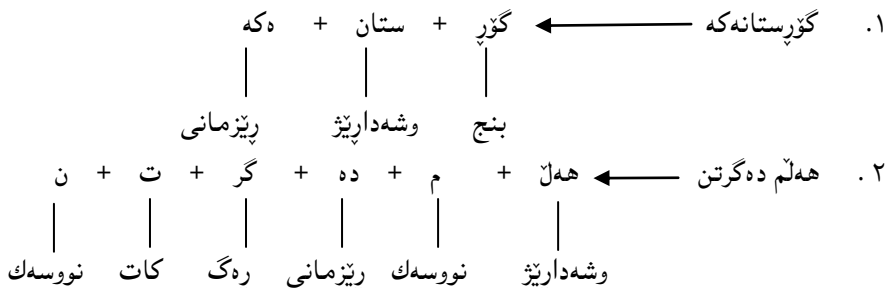 ١. گۆڕستانەکە ← گۆڕ + ستان + ەکە
بنج وشەداڕێژ ڕێزمانی
٢. هەڵم دەگرتن ← هەڵ + م + دە + گر + ت + ن
وشەداڕێژ نووسەك ڕێزمانی ڕەگ کات نووسەك